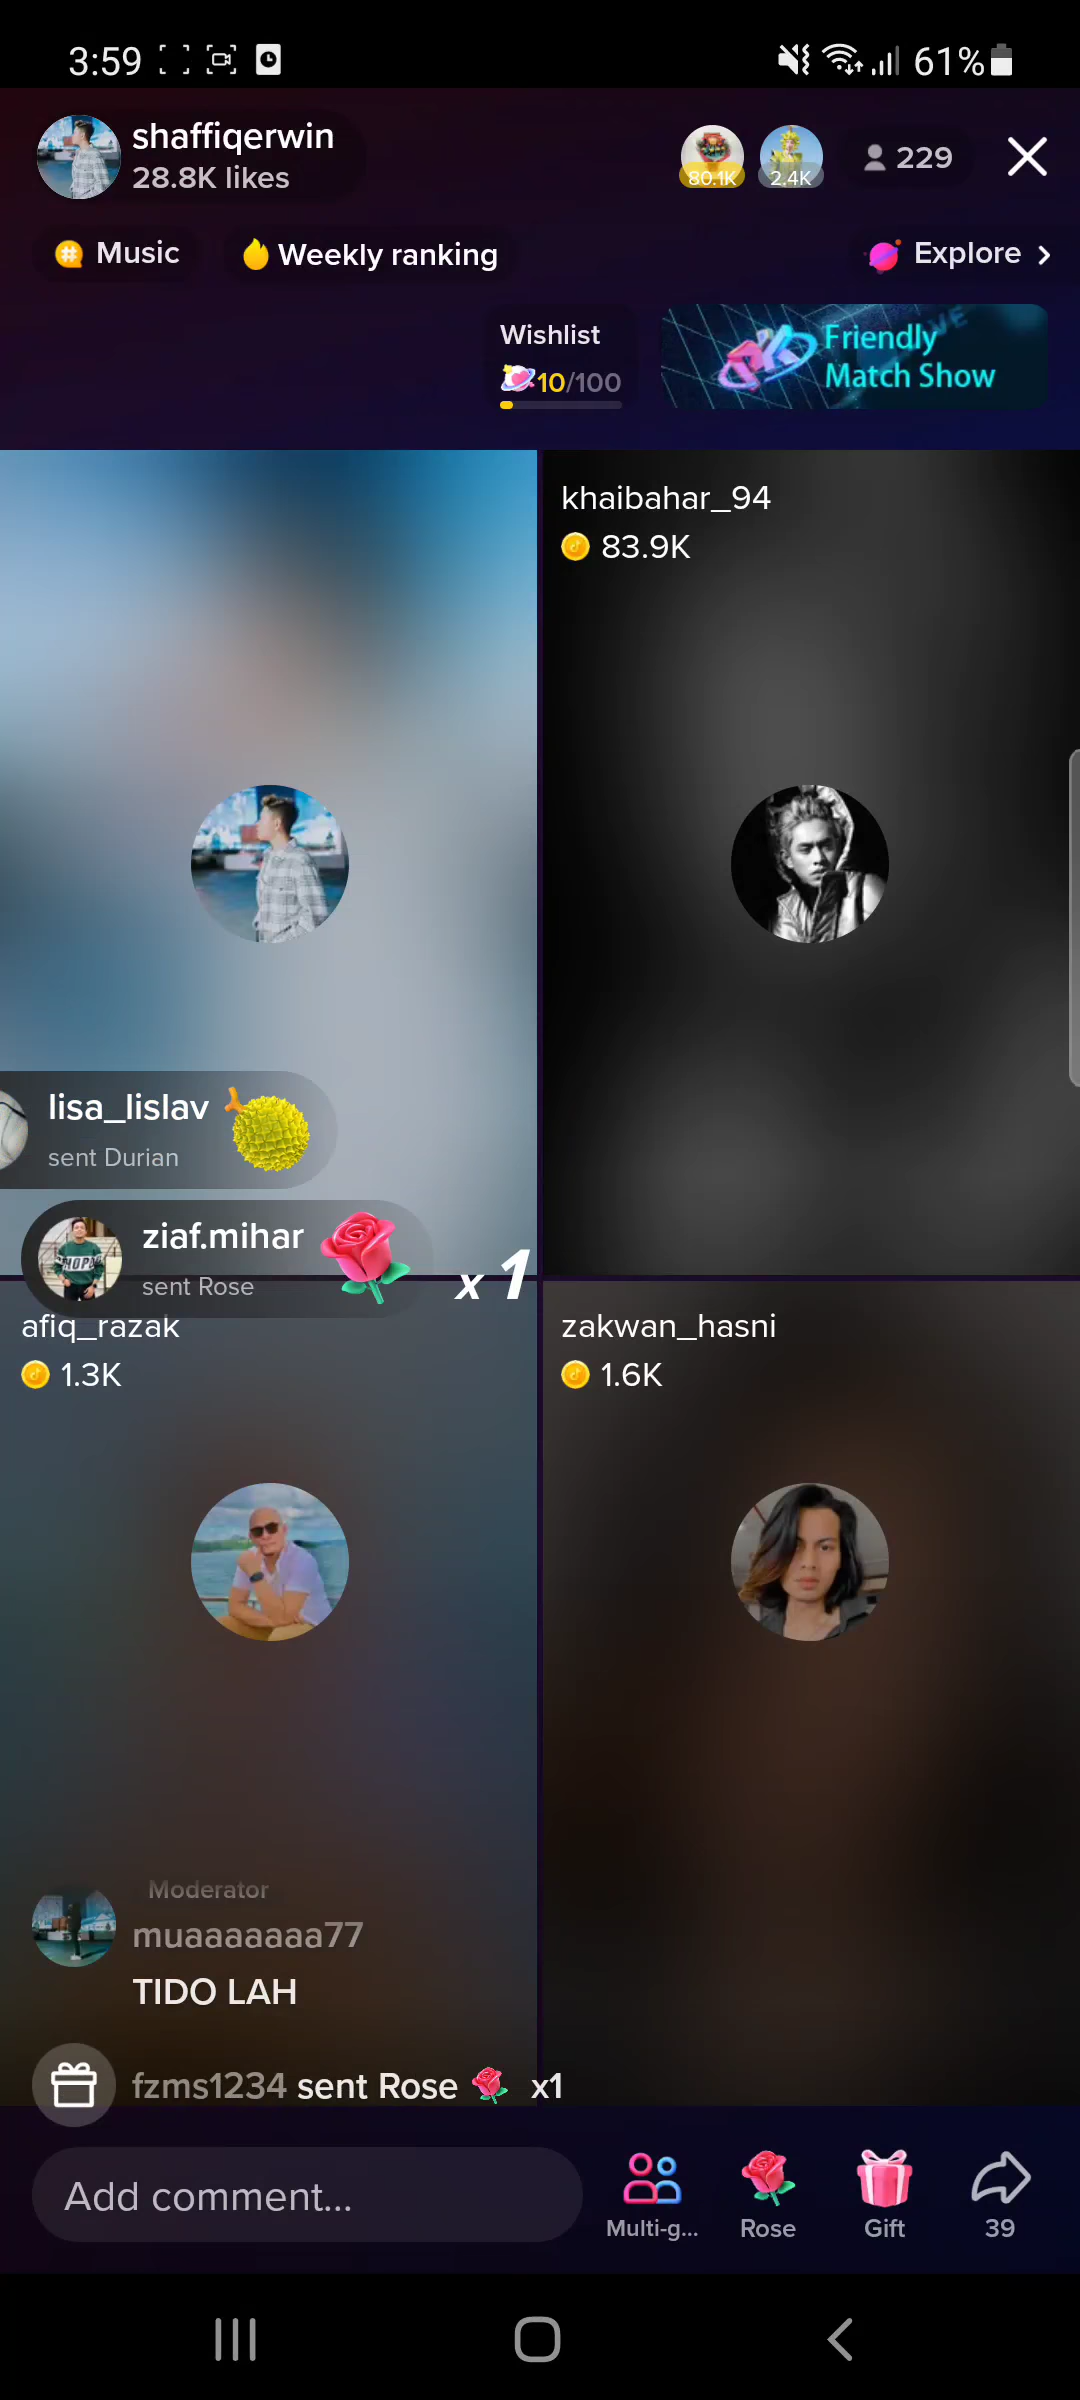 3:59
61%
shaffiqerwin
28.8K likes
80.1K
2.4K
229
Music
Weekly ranking
Explore
Wishlist
10/100
Friendly
Match Show
khaibahar_94
83.9K
lisa_lislav
sent Durian
ziaf.mihar
sent Rose
x1
afiq_razak
1.3K
zakwan_hasni
1.6K
Moderator
muaaaaaaa77
TIDO LAH
fzms1234 sent Rose x1
Add comment...
Multi-g...
Rose
Gift
39